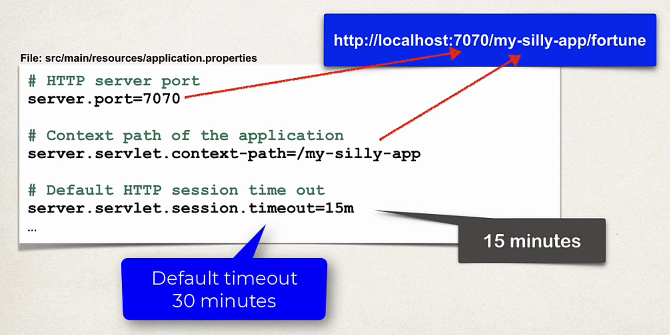 http://localhost:7070/my-silly-app/fortune
File: src/main/resources/application.properties
# HTTP server port
server.port=7070
# Context path of the application
server.servlet.context-path=/my-silly-app
# Default HTTP session time out
server.servlet.session.timeout=15m
...
15 minutes
Default timeout
30 minutes